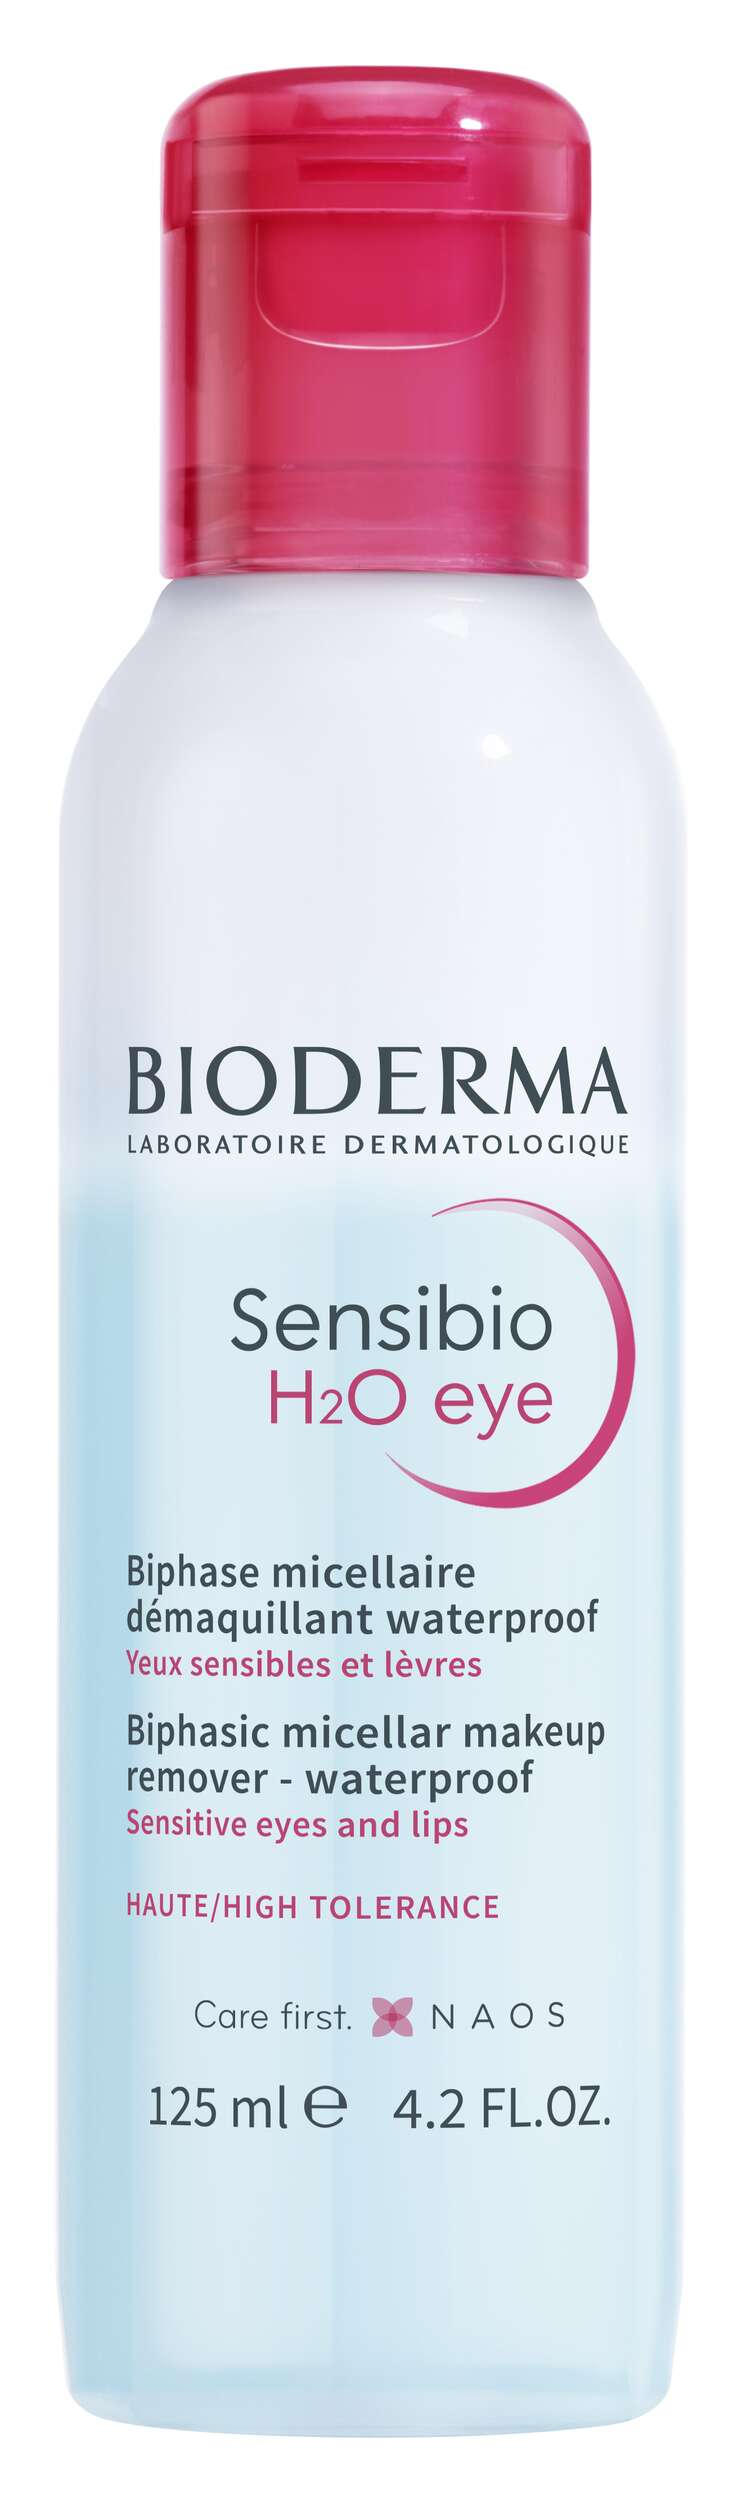 BIODERMA
LABORATOIRE DERMATOLOGIQUE
Sensibio
H2O eye
Biphase micellaire
démaquillant waterproof
Yeux sensibles et lèvres
Biphasic micellar makeup
remover - waterproof
Sensitive eyes and lips
HAUTE/HIGH TOLERANCE
Care first. NAOS
125 ml ℮ 4.2 FL.OZ.